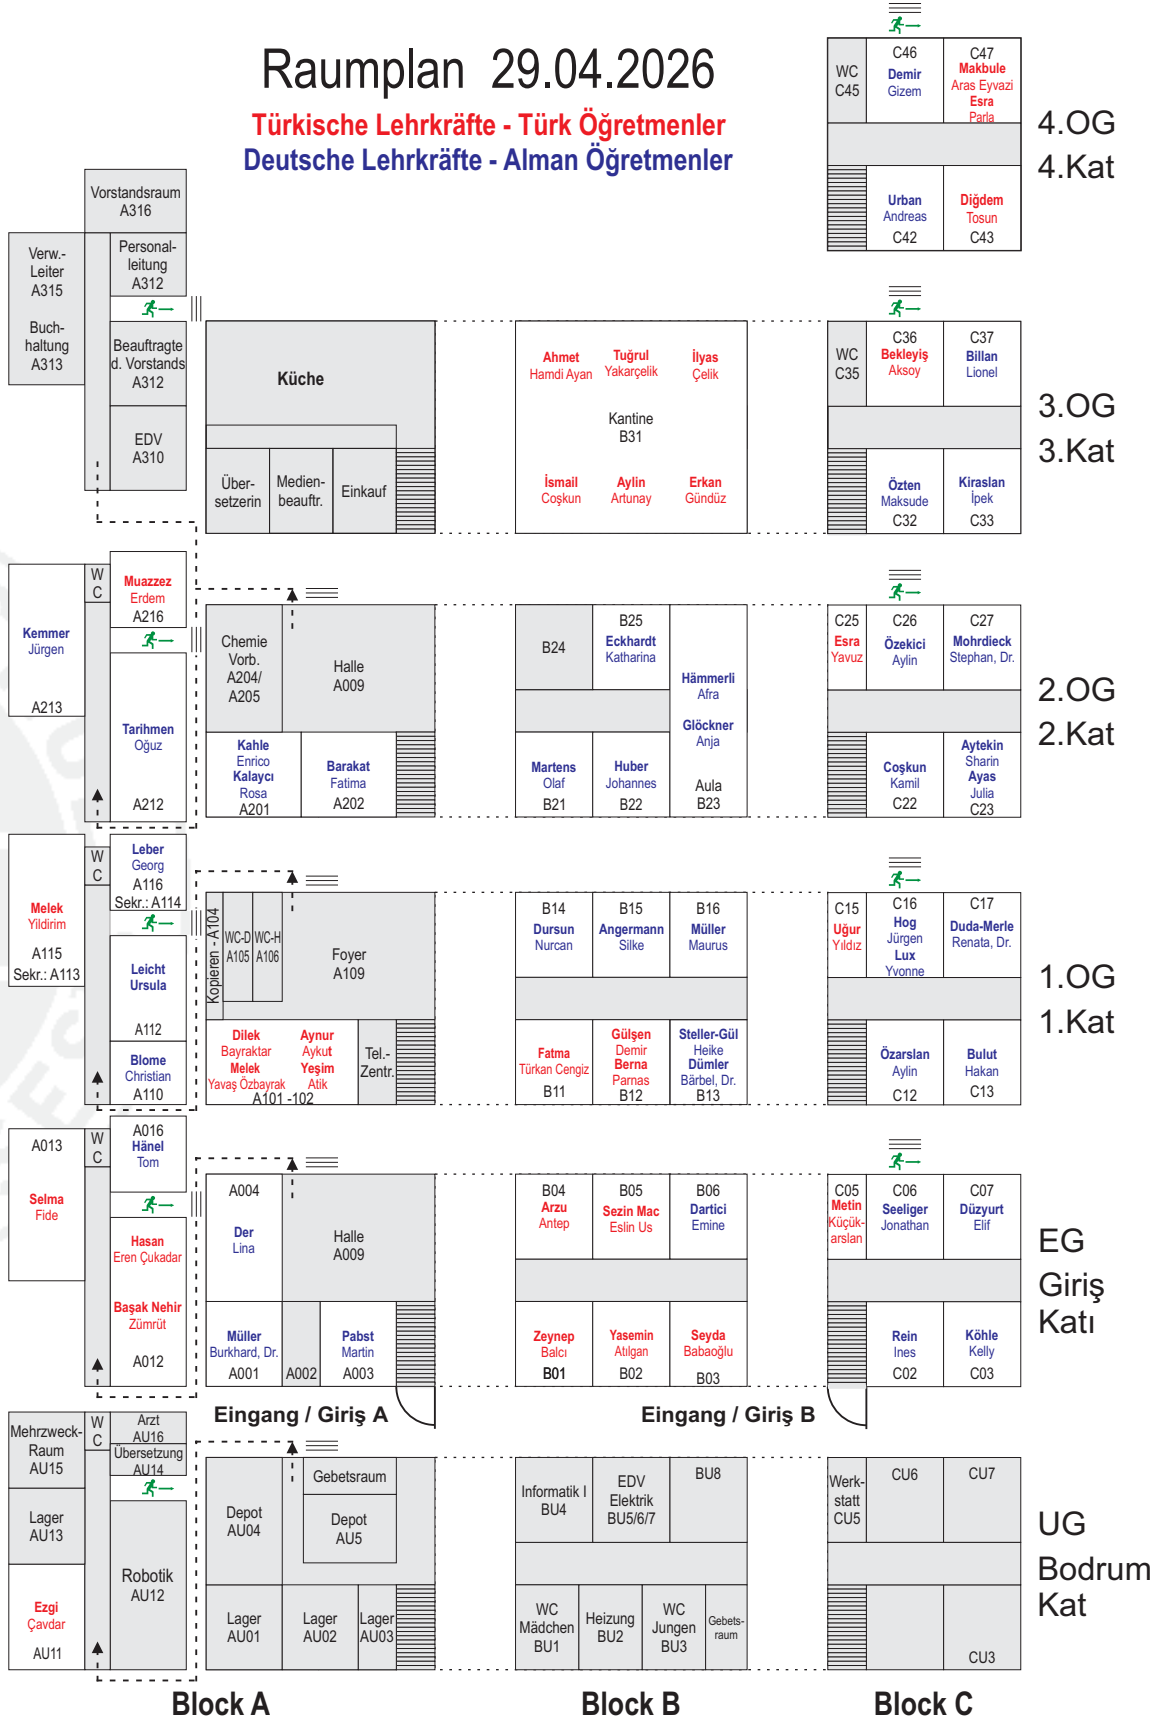 Raumplan 29.04.2026
Türkische Lehrkräfte - Türk Öğretmenler
Deutsche Lehrkräfte - Alman Öğretmenler
WC
C45
C46
Demir
Gizem
C47
Makbule
Aras Eyvazi
Esra
Parla
Urban
Andreas
C42
Diğdem
Tosun
C43
4.OG
4.Kat
Vorstandsraum
A316
Verw.-
Leiter
A315
Buch-
haltung
A313
Personal-
leitung
A312
Beauftragte
d. Vorstands
A312
EDV
A310
Küche
Über-
setzerin
Medien-
beauftr.
Einkauf
Ahmet
Hamdi Ayan
Tuğrul
Yakarçelik
İlyas
Çelik
Kantine
B31
İsmail
Coşkun
Aylin
Artunay
Erkan
Gündüz
WC
C35
C36
Bekleyiş
Aksoy
C37
Billan
Lionel
Özten
Maksude
C32
Kiraslan
İpek
C33
3.OG
3.Kat
Kemmer
Jürgen
A213
W
C
Muazzez
Erdem
A216
Tarihmen
Oğuz
A212
Chemie
Vorb.
A204/
A205
Halle
A009
Kahle
Enrico
Kalaycı
Rosa
A201
Barakat
Fatima
A202
B24
B25
Eckhardt
Katharina
Hämmerli
Afra
Glöckner
Anja
Aula
B23
Martens
Olaf
B21
Huber
Johannes
B22
C25
Esra
Yavuz
C26
Özekici
Aylin
C27
Mohrdieck
Stephan, Dr.
Coşkun
Kamil
C22
Aytekin
Sharin
Ayas
Julia
C23
2.OG
2.Kat
Melek
Yildirim
A115
Sekr.: A113
W
C
Leber
Georg
A116
Sekr.: A114
Leicht
Ursula
A112
Blome
Christian
A110
Kopieren - A104
WC-D
A105
WC-H
A106
Foyer
A109
Dilek
Bayraktar
Melek
Yavaş Özbayrak
Aynur
Aykut
Yeşim
Atik
A101 -102
Tel.-
Zentr.
B14
Dursun
Nurcan
B15
Angermann
Silke
B16
Müller
Maurus
Fatma
Türkan Cengiz
B11
Gülşen
Demir
Berna
Parnas
B12
Steller-Gül
Heike
Dümler
Bärbel, Dr.
B13
C15
Uğur
Yıldız
C16
Hog
Jürgen
Lux
Yvonne
C17
Duda-Merle
Renata, Dr.
Özarslan
Aylin
C12
Bulut
Hakan
C13
1.OG
1.Kat
A013
Selma
Fide
W
C
A016
Hänel
Tom
Hasan
Eren Çukadar
Başak Nehir
Zümrüt
A012
A004
Der
Lina
Halle
A009
Müller
Burkhard, Dr.
A001
A002
Pabst
Martin
A003
B04
Arzu
Antep
B05
Sezin Mac
Eslin Us
B06
Dartici
Emine
Zeynep
Balcı
B01
Yasemin
Atılgan
B02
Seyda
Babaoğlu
B03
C05
Metin
Küçük-
arslan
C06
Seeliger
Jonathan
C07
Düzyurt
Elif
Rein
Ines
C02
Köhle
Kelly
C03
EG
Giriş
Katı
Eingang / Giriş A
Eingang / Giriş B
Mehrzweck-
Raum
AU15
Lager
AU13
Ezgi
Çavdar
AU11
W
C
Arzt
AU16
Übersetzung
AU14
Robotik
AU12
Depot
AU04
Gebetsraum
Depot
AU5
Lager
AU01
Lager
AU02
Lager
AU03
Informatik I
BU4
EDV
Elektrik
BU5/6/7
BU8
WC
Mädchen
BU1
Heizung
BU2
WC
Jungen
BU3
Gebets-
raum
Werk-
statt
CU5
CU6
CU7
CU3
UG
Bodrum
Kat
Block A
Block B
Block C